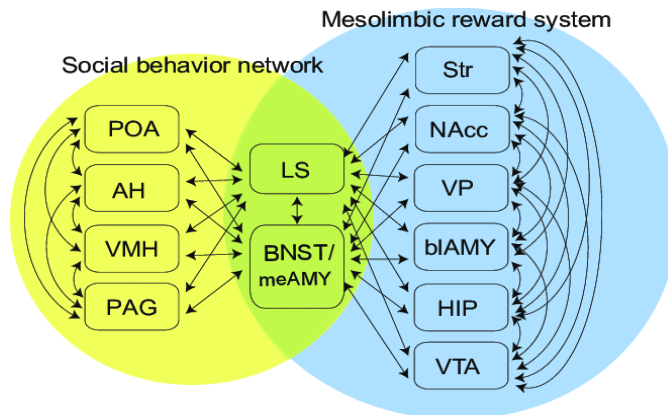 Mesolimbic reward system
Social behavior network
POA
AH
VMH
PAG
LS
BNST/
meAMY
Str
NAcc
VP
blAMY
HIP
VTA